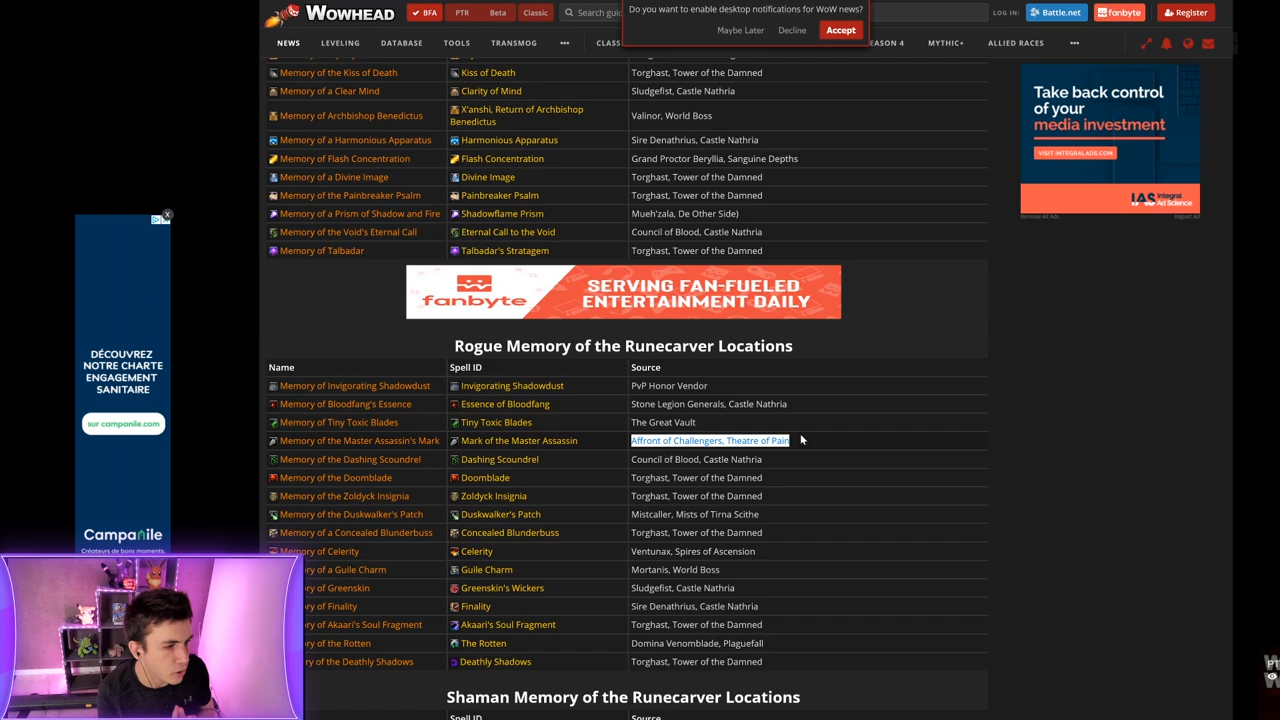 WOWHEAD
BFA
PTR
Beta
Classic
Search gui
Do you want to enable desktop notifications for WoW news?
Maybe Later
Decline
Accept
LOG IN:
Battle.net
fanbyte
Register
NEWS
LEVELING
DATABASE
TOOLS
TRANSMOG
CLASS
EASON 4
MYTHIC+
ALLIED RACES
Memory of the Kiss of Death Kiss of Death Torghast, Tower of the Damned
Memory of a Clear Mind Clarity of Mind Sludgefist, Castle Nathria
Memory of Archbishop Benedictus X'anshi, Return of Archbishop Valinor, World Boss
Benedictus
Memory of a Harmonious Apparatus Harmonious Apparatus Sire Denathrius, Castle Nathria
Memory of Flash Concentration Flash Concentration Grand Proctor Beryllia, Sanguine Depths
Memory of a Divine Image Divine Image Torghast, Tower of the Damned
Memory of the Painbreaker Psalm Painbreaker Psalm Torghast, Tower of the Damned
Memory of a Prism of Shadow and Fire Shadowflame Prism Mueh'zala, De Other Side)
Memory of the Void's Eternal Call Eternal Call to the Void Council of Blood, Castle Nathria
Memory of Talbadar Talbadar's Stratagem Torghast, Tower of the Damned
fanbyte
SERVING FAN-FUELED
ENTERTAINMENT DAILY
Rogue Memory of the Runecarver Locations
Name Spell ID Source
Memory of Invigorating Shadowdust Invigorating Shadowdust PvP Honor Vendor
Memory of Bloodfang's Essence Essence of Bloodfang Stone Legion Generals, Castle Nathria
Memory of Tiny Toxic Blades Tiny Toxic Blades The Great Vault
Memory of the Master Assassin's Mark Mark of the Master Assassin Affront of Challengers, Theatre of Pain
Memory of the Dashing Scoundrel Dashing Scoundrel Council of Blood, Castle Nathria
Memory of the Doomblade Doomblade Torghast, Tower of the Damned
Memory of the Zoldyck Insignia Zoldyck Insignia Torghast, Tower of the Damned
Memory of the Duskwalker's Patch Duskwalker's Patch Mistcaller, Mists of Tirna Scithe
Memory of a Concealed Blunderbuss Concealed Blunderbuss Torghast, Tower of the Damned
Memory of Celerity Celerity Ventunax, Spires of Ascension
ory of a Guile Charm Guile Charm Mortanis, World Boss
ry of Greenskin Greenskin's Wickers Sludgefist, Castle Nathria
ry of Finality Finality Sire Denathrius, Castle Nathria
ry of Akaari's Soul Fragment Akaari's Soul Fragment Torghast, Tower of the Damned
ry of the Rotten The Rotten Domina Venomblade, Plaguefall
ry of the Deathly Shadows Deathly Shadows Torghast, Tower of the Damned
Shaman Memory of the Runecarver Locations
Spell ID Source
Take back control
of your
media investment
VISIT INTEGRALADS.COM
IAS Integral
Ad Science
Remove All Ads
Report Ad
DÉCOUVREZ
NOTRE CHARTE
ENGAGEMENT
SANITAIRE
sur campanile.com
Campanile
Créateurs de bons moments.
PT
W